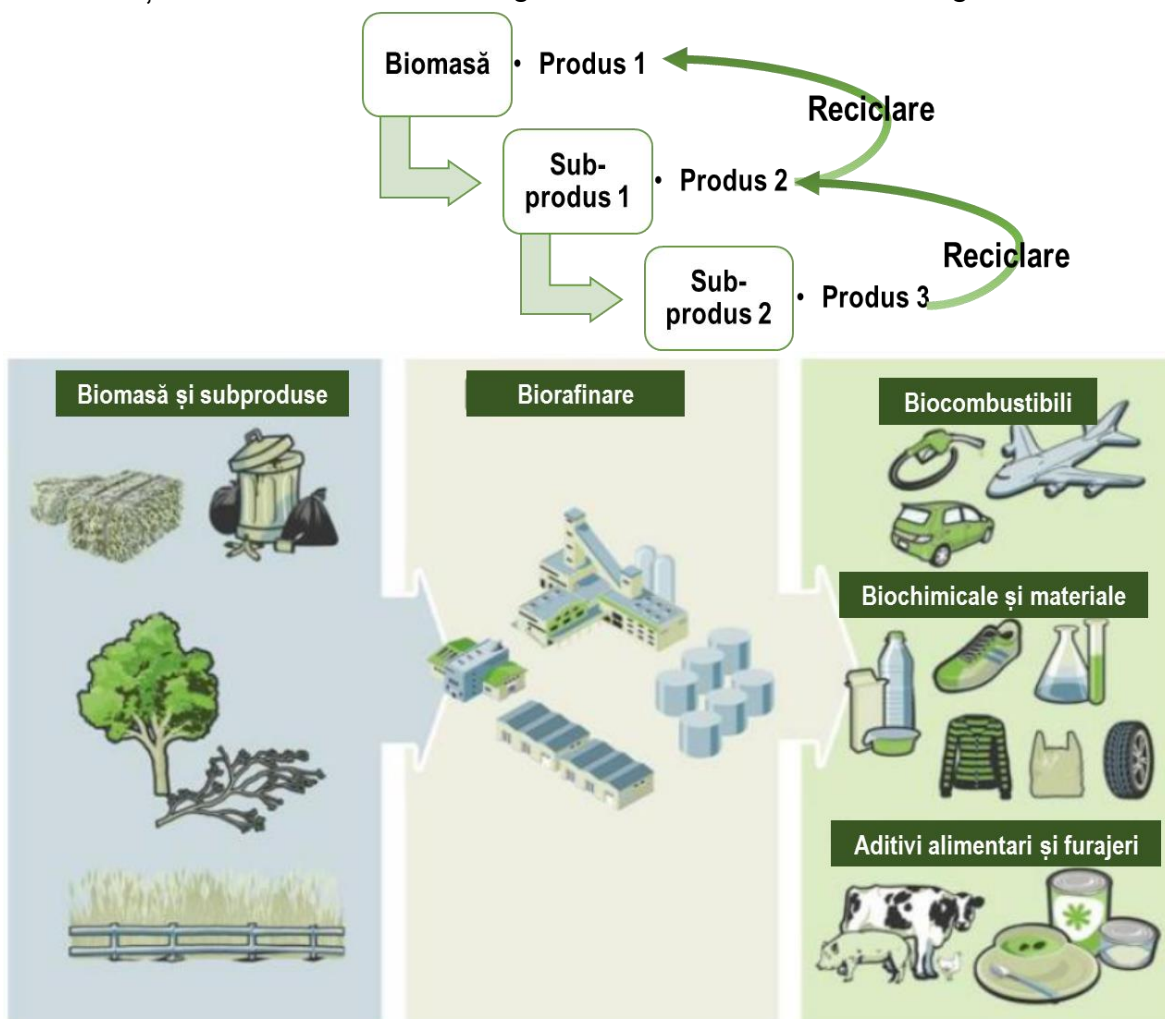 Biomasă • Produs 1
Reciclare
Sub-
produs 1 • Produs 2
Reciclare
Sub-
produs 2 • Produs 3
Biomasă și subproduse
Biorafinare
Biocombustibili
Biochimicale și materiale
Aditivi alimentari și furajeri